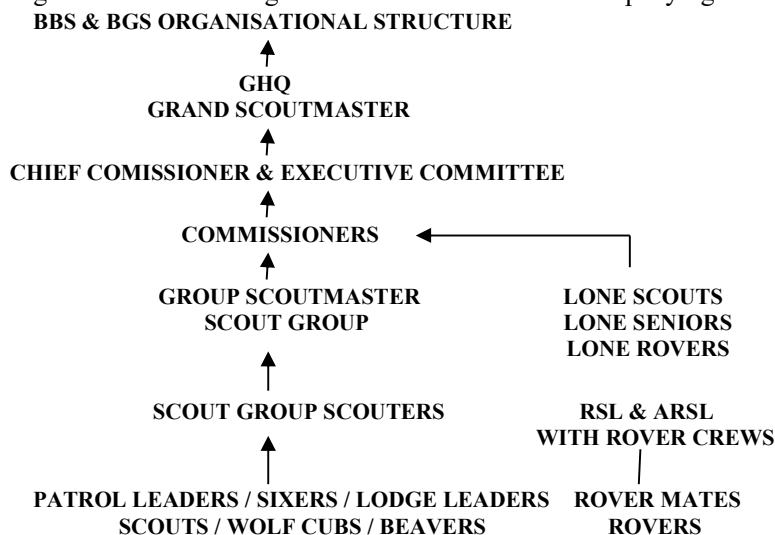 BBS & BGS ORGANISATIONAL STRUCTURE
GHQ
GRAND SCOUTMASTER
CHIEF COMISSIONER & EXECUTIVE COMMITTEE
COMMISSIONERS
GROUP SCOUTMASTER
SCOUT GROUP
LONE SCOUTS
LONE SENIORS
LONE ROVERS
SCOUT GROUP SCOUTERS
RSL & ARSL
WITH ROVER CREWS
PATROL LEADERS / SIXERS / LODGE LEADERS
SCOUTS / WOLF CUBS / BEAVERS
ROVER MATES
ROVERS